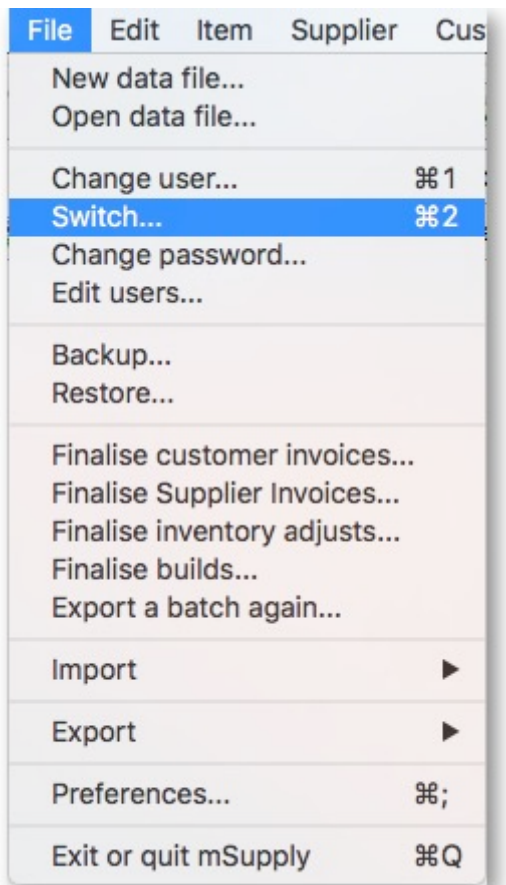 File Edit Item Supplier Cus
New data file...
Open data file...
Change user... ⌘1
Switch... ⌘2
Change password...
Edit users...
Backup...
Restore...
Finalise customer invoices...
Finalise Supplier Invoices...
Finalise inventory adjusts...
Finalise builds...
Export a batch again...
Import ▶
Export ▶
Preferences... ⌘;
Exit or quit mSupply ⌘Q